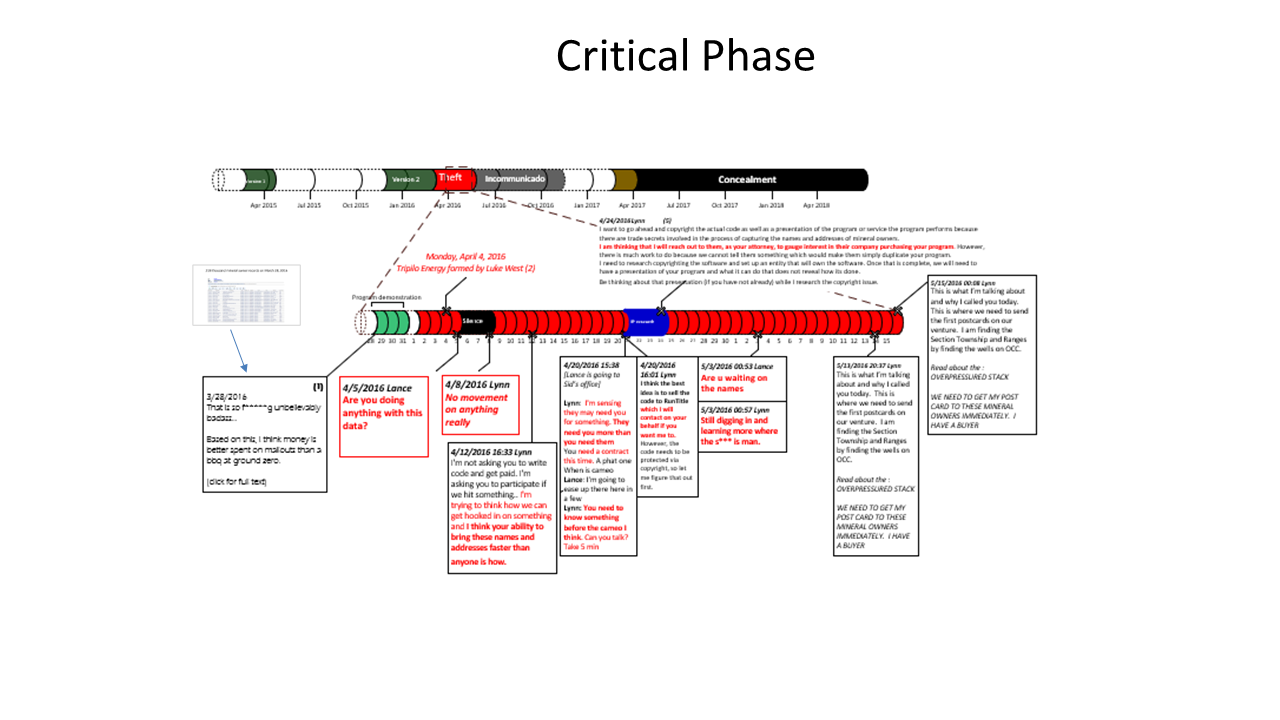 Critical Phase
Version 2
Theft
Incommunicado
Concealment
Apr 2015
Jul 2015
Oct 2015
Jan 2016
Apr 2016
Jul 2016
Oct 2016
Jan 2017
Apr 2017
Jul 2017
Oct 2017
Jan 2018
Apr 2018
4/24/2016 Lynn (5)
I want to go ahead and copyright the actual code as well as a presentation of the program or service the program performs because
there are trade secrets involved in the process of capturing the names and addresses of mineral owners.
I am thinking that I will reach out to them, as your attorney, to gauge interest in their company purchasing your program. However,
there is much work to do because we cannot tell them something which would make them simply duplicate your program.
I need to research copyrighting the software and set up an entity that will own the software. Once that is complete, we will need to
have a presentation of your program and what it can do that does not reveal how its done.
Be thinking about that presentation (if you have not already) while I research the copyright issue.
Monday, April 4, 2016
Tripilo Energy formed by Luke West (2)
Program demonstration
Silence
28 29 30 31 1 2 3 4 5 6 7 8 9 10 11 12 13 14 15 16 17 18 19 20 21 22 23 24 25 26 27 28 29 30 1 2 3 4 5 6 7 8 9 10 11 12 13 14 15
(1)
3/28/2016
That is so f*****g unbelievably
badass..
Based on this, I think money is
better spent on mailouts than a
bbq at ground zero.
(click for full text)
4/5/2016 Lance
Are you doing
anything with this
data?
4/8/2016 Lynn
No movement
on anything
really
4/12/2016 16:33 Lynn
I'm not asking you to write
code and get paid. I'm
asking you to participate if
we hit something.. I'm
trying to think how we can
get hooked in on something
and I think your ability to
bring these names and
addresses faster than
anyone is how.
4/20/2016 15:38
[Lance is going to
Sid's office]
Lynn: I'm sensing
they may need you
for something. They
need you more than
you need them
You need a contract
this time. A phat one
When is cameo
Lance: I'm going to
ease up there here in
a few
Lynn: You need to
know something
before the cameo I
think. Can you talk?
Take 5 min
4/20/2016
16:01 Lynn
I think the best
idea is to sell the
code to RunTitle
which I will
contact on your
behalf if you
want me to.
However, the
code needs to be
protected via
copyright, so let
me figure that out
first.
5/3/2016 00:53 Lance
Are u waiting on
the names
5/3/2016 00:57 Lynn
Still digging in and
learning more where
the s*** is man.
5/13/2016 20:37 Lynn
This is what I'm talking
about and why I called
you today. This is
where we need to send
the first postcards on
our venture. I am
finding the Section
Township and Ranges
by finding the wells on
OCC.
Read about the :
OVERPRESSURED STACK
WE NEED TO GET MY
POST CARD TO THESE
MINERAL OWNERS
IMMEDIATELY. I HAVE
A BUYER
5/15/2016 00:08 Lynn
This is what I'm talking about
and why I called you today.
This is where we need to send
the first postcards on our
venture. I am finding the
Section Township and Ranges
by finding the wells on OCC.
Read about the :
OVERPRESSURED STACK
WE NEED TO GET MY POST
CARD TO THESE MINERAL
OWNERS IMMEDIATELY. I
HAVE A BUYER